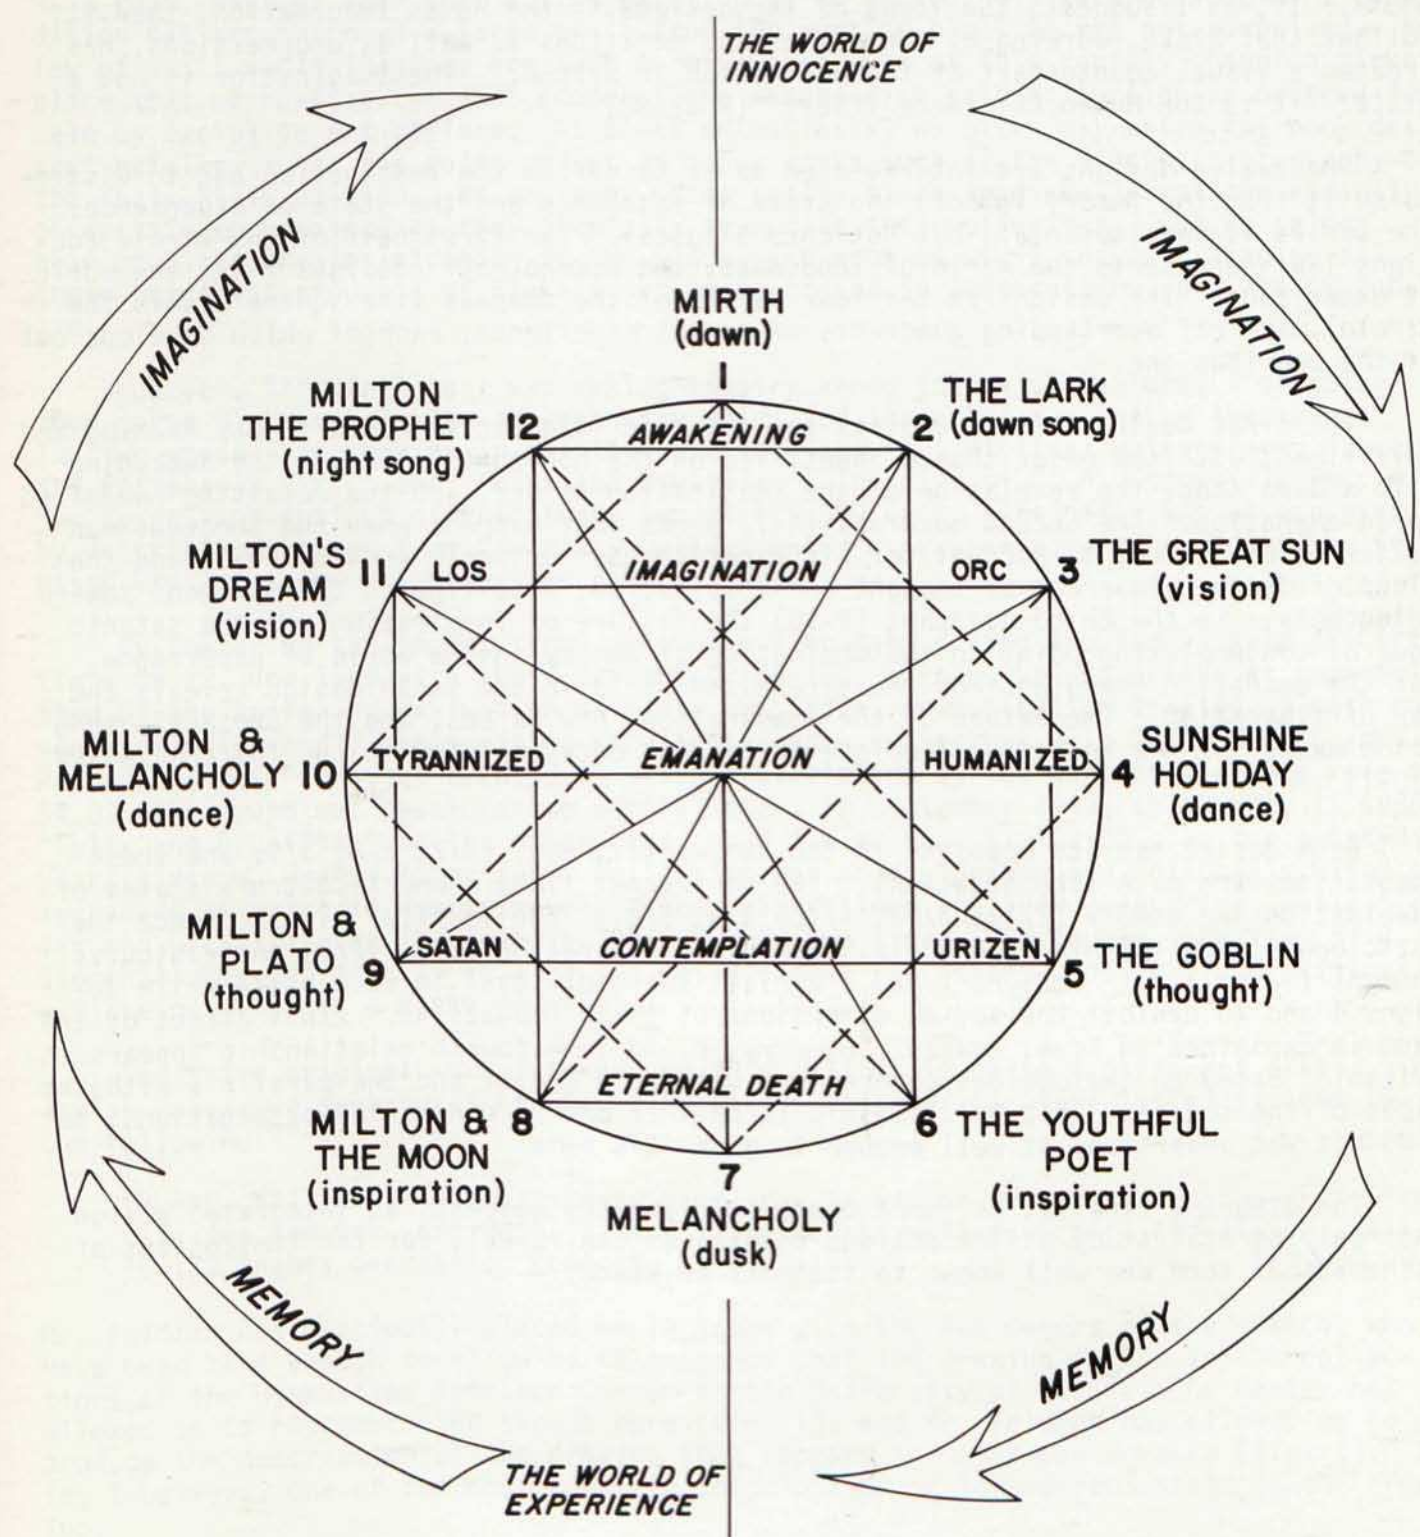 THE WORLD OF
INNOCENCE
IMAGINATION
IMAGINATION
MIRTH
(dawn)
1
MILTON
THE PROPHET 12
(night song)
2 THE LARK
(dawn song)
AWAKENING
MILTON'S
DREAM
(vision)
11
LOS
IMAGINATION
ORC
3 THE GREAT SUN
(vision)
MILTON &
MELANCHOLY 10
(dance)
TYRANNIZED
EMANATION
HUMANIZED
SUNSHINE
4 HOLIDAY
(dance)
MILTON &
PLATO
(thought)
9
SATAN
CONTEMPLATION
URIZEN
5 THE GOBLIN
(thought)
ETERNAL DEATH
MILTON & 8
THE MOON
(inspiration)
6 THE YOUTHFUL
POET
(inspiration)
7
MELANCHOLY
(dusk)
MEMORY
MEMORY
THE WORLD OF
EXPERIENCE